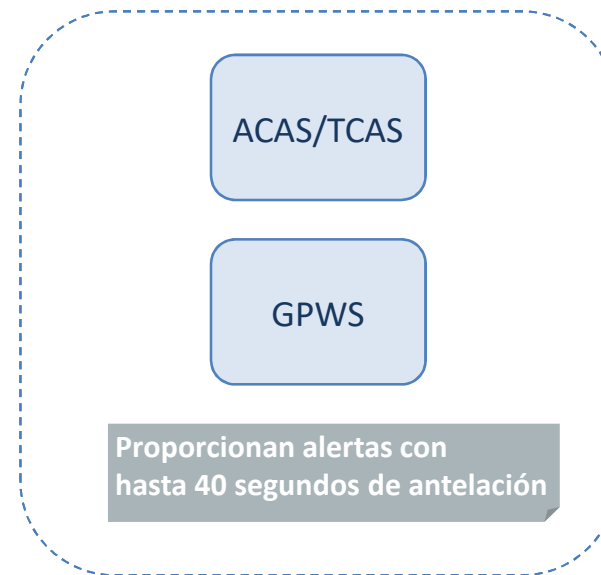 ACAS/TCAS
GPWS
Proporcionan alertas con
hasta 40 segundos de antelación